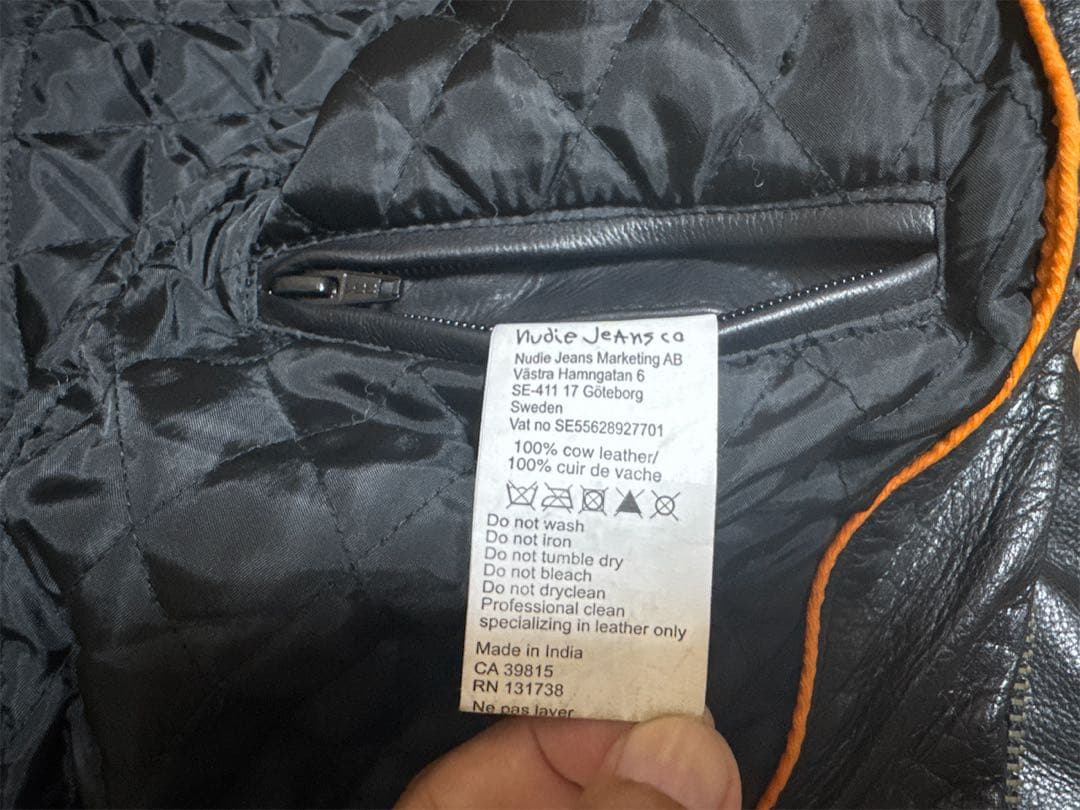 nudie Jeans co
Nudie Jeans Marketing AB
Västra Hamngatan 6
SE-411 17 Göteborg
Sweden
Vat no SE55628927701
100% cow leather/
100% cuir de vache
Do not wash
Do not iron
Do not tumble dry
Do not bleach
Do not dryclean
Professional clean
specializing in leather only
Made in India
CA 39815
RN 131738
Ne pas laver